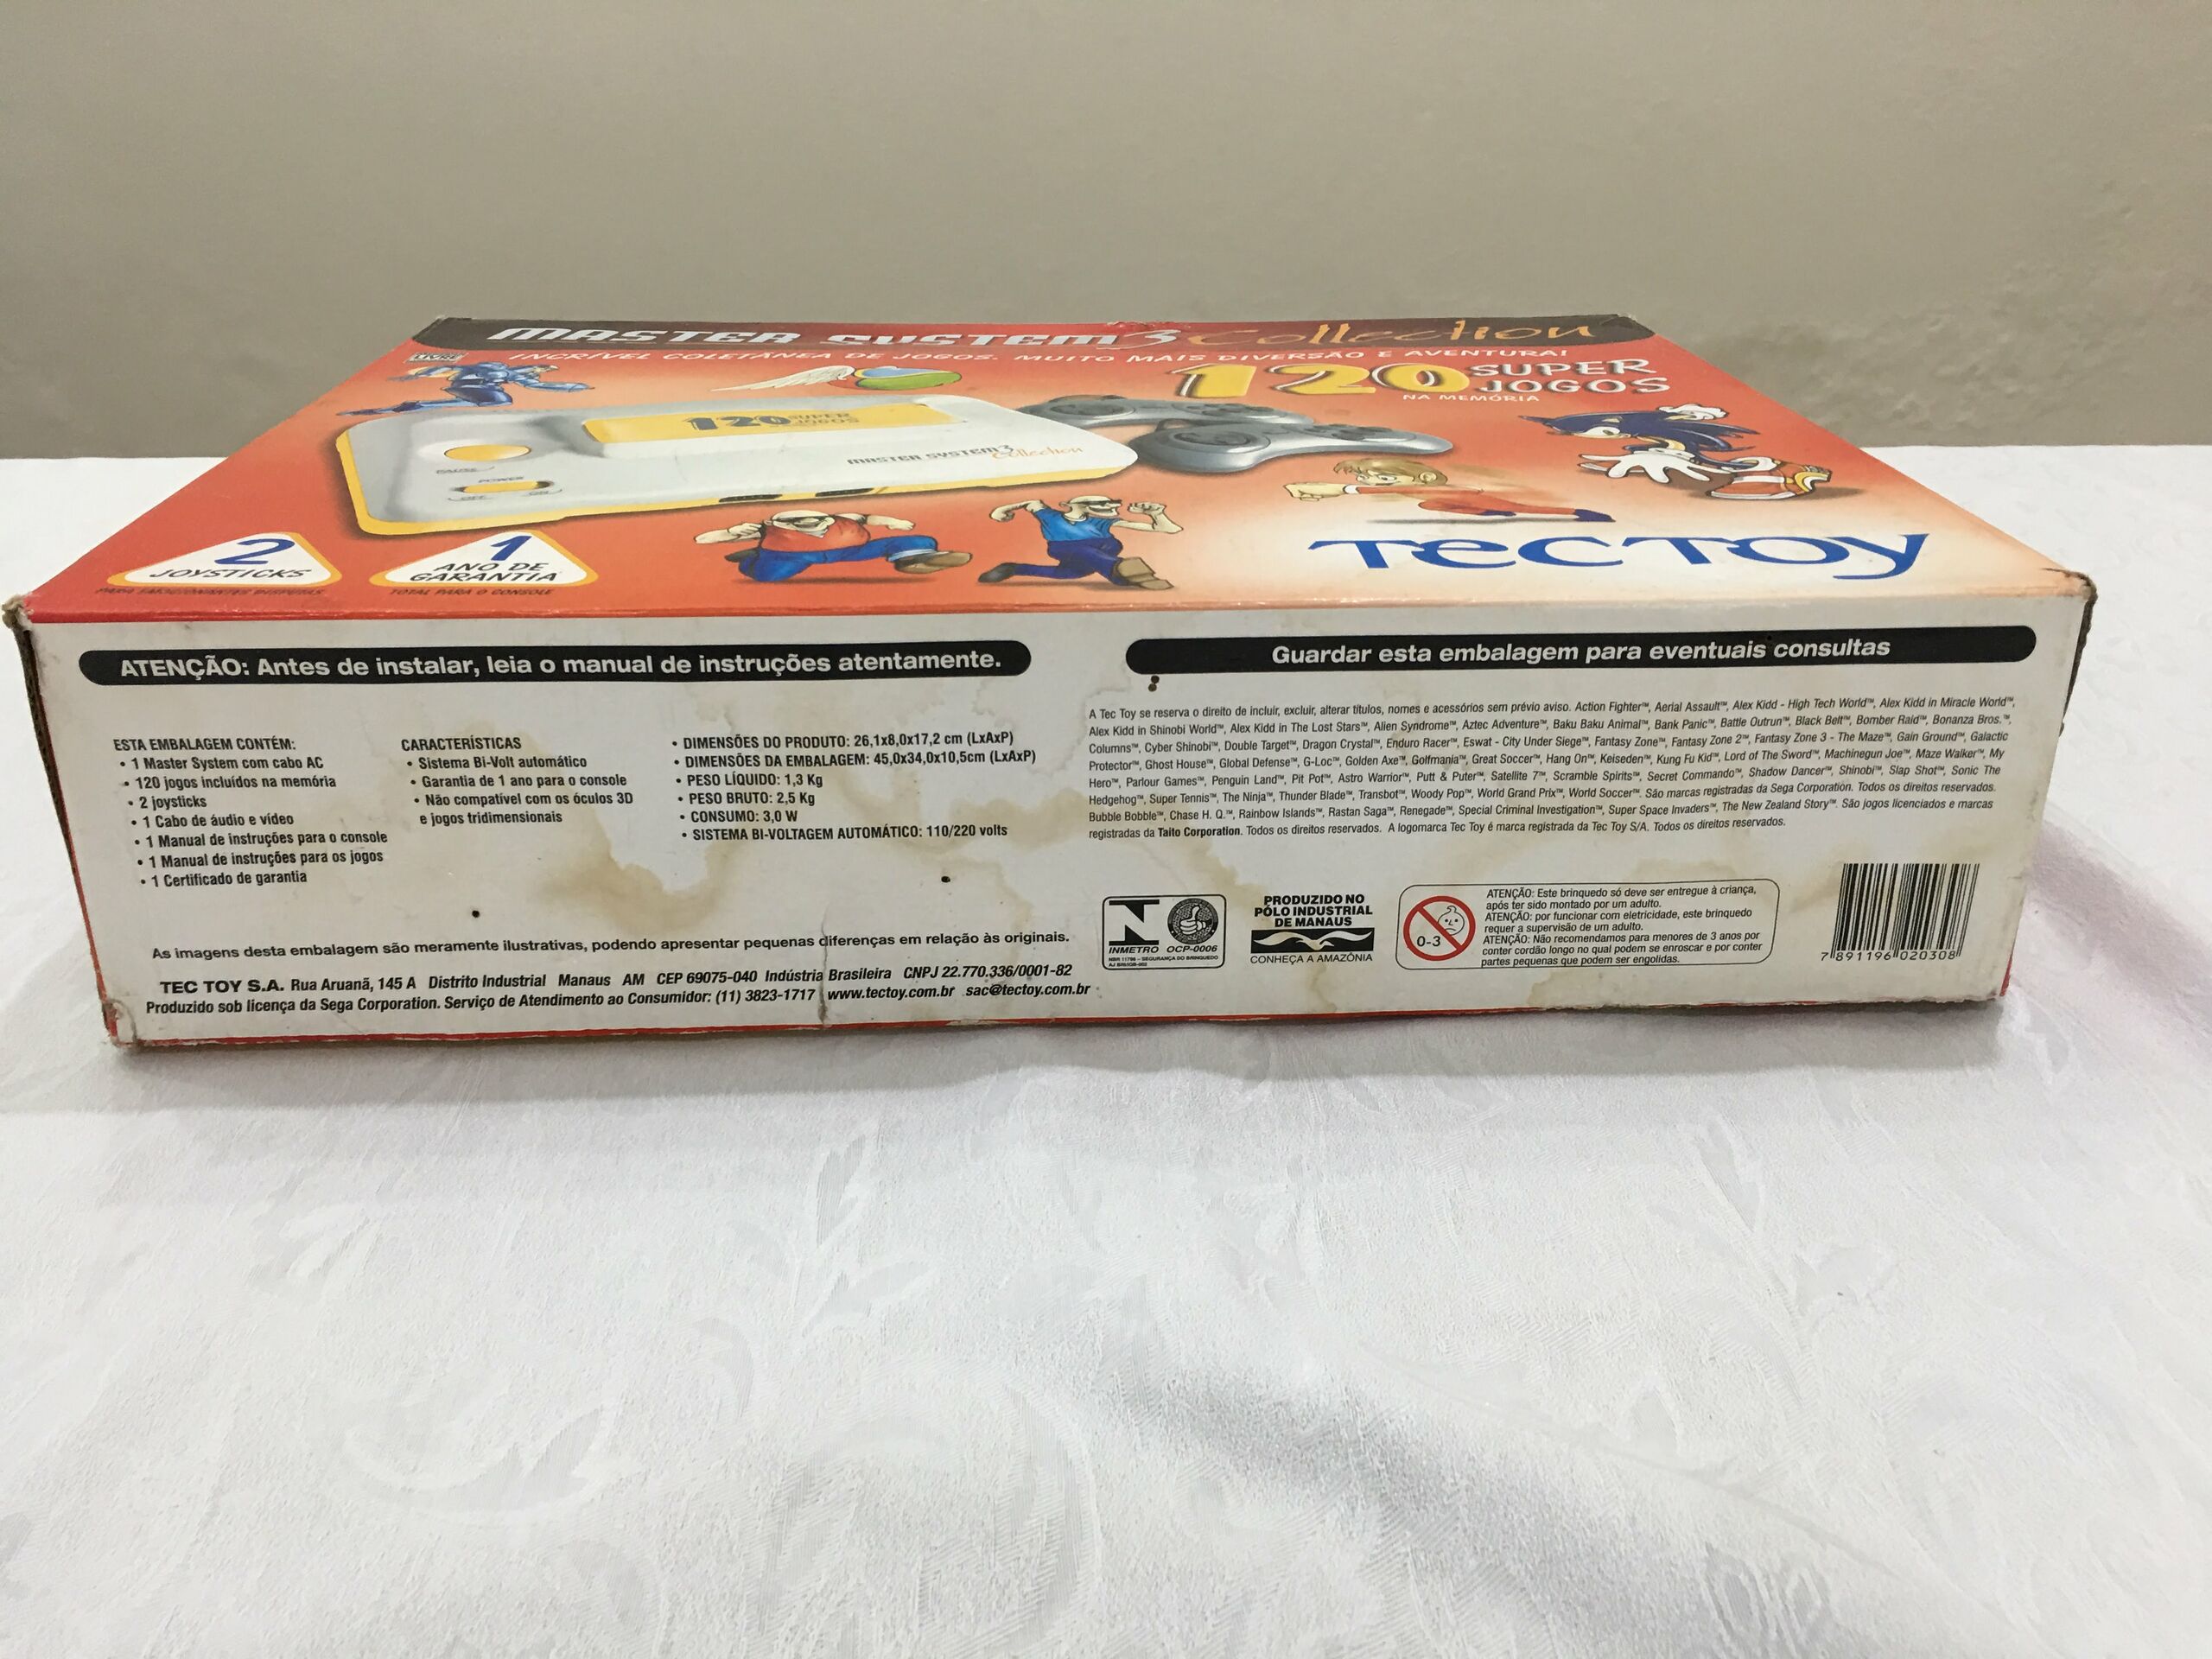 MASTER SYSTEM 3 Collection
LIVRE
INCRÍVEL COLETÂNEA DE JOGOS. MUITO MAIS DIVERSÃO E AVENTURA!
120 SUPER JOGOS
NA MEMÓRIA
120 SUPER JOGOS
MASTER SYSTEM 3 Collection
PAUSE
POWER
OFF ON
2 JOYSTICKS
PARA EMOCIONANTES DISPUTAS
1 ANO DE GARANTIA
TOTAL PARA O CONSOLE
TECTOY
ATENÇÃO: Antes de instalar, leia o manual de instruções atentamente.
ESTA EMBALAGEM CONTÉM:
• 1 Master System com cabo AC
• 120 jogos incluídos na memória
• 2 joysticks
• 1 Cabo de áudio e vídeo
• 1 Manual de instruções para o console
• 1 Manual de instruções para os jogos
• 1 Certificado de garantia
CARACTERÍSTICAS
• Sistema Bi-Volt automático
• Garantia de 1 ano para o console
• Não compatível com os óculos 3D
e jogos tridimensionais
• DIMENSÕES DO PRODUTO: 26,1x8,0x17,2 cm (LxAxP)
• DIMENSÕES DA EMBALAGEM: 45,0x34,0x10,5cm (LxAxP)
• PESO LÍQUIDO: 1,3 Kg
• PESO BRUTO: 2,5 Kg
• CONSUMO: 3,0 W
• SISTEMA BI-VOLTAGEM AUTOMÁTICO: 110/220 volts
As imagens desta embalagem são meramente ilustrativas, podendo apresentar pequenas diferenças em relação às originais.
TEC TOY S.A. Rua Aruanã, 145 A Distrito Industrial Manaus AM CEP 69075-040 Indústria Brasileira CNPJ 22.770.336/0001-82
Produzido sob licença da Sega Corporation. Serviço de Atendimento ao Consumidor: (11) 3823-1717 www.tectoy.com.br sac@tectoy.com.br
Guardar esta embalagem para eventuais consultas
A Tec Toy se reserva o direito de incluir, excluir, alterar títulos, nomes e acessórios sem prévio aviso. Action Fighter™, Aerial Assault™, Alex Kidd - High Tech World™, Alex Kidd in Miracle World™,
Alex Kidd in Shinobi World™, Alex Kidd in The Lost Stars™, Alien Syndrome™, Aztec Adventure™, Baku Baku Animal™, Bank Panic™, Battle Outrun™, Black Belt™, Bomber Raid™, Bonanza Bros.™,
Columns™, Cyber Shinobi™, Double Target™, Dragon Crystal™, Enduro Racer™, Eswat - City Under Siege™, Fantasy Zone™, Fantasy Zone 2™, Fantasy Zone 3 - The Maze™, Gain Ground™, Galactic
Protector™, Ghost House™, Global Defense™, G-Loc™, Golden Axe™, Golfmania™, Great Soccer™, Hang On™, Keiseden™, Kung Fu Kid™, Lord of The Sword™, Machinegun Joe™, Maze Walker™, My
Hero™, Parlour Games™, Penguin Land™, Pit Pot™, Astro Warrior™, Putt & Puter™, Satellite 7™, Scramble Spirits™, Secret Commando™, Shadow Dancer™, Shinobi™, Slap Shot™, Sonic The
Hedgehog™, Super Tennis™, The Ninja™, Thunder Blade™, Transbot™, Woody Pop™, World Grand Prix™, World Soccer™. São marcas registradas da Sega Corporation. Todos os direitos reservados.
Bubble Bobble™, Chase H. Q.™, Rainbow Islands™, Rastan Saga™, Renegade™, Special Criminal Investigation™, Super Space Invaders™, The New Zealand Story™. São jogos licenciados e marcas
registradas da Taito Corporation. Todos os direitos reservados. A logomarca Tec Toy é marca registrada da Tec Toy S/A. Todos os direitos reservados.
INMETRO OCP-0006
NBR 11786 - SEGURANÇA DO BRINQUEDO
PRODUZIDO NO
PÓLO INDUSTRIAL
DE MANAUS
CONHEÇA A AMAZÔNIA
0-3
ATENÇÃO: Este brinquedo só deve ser entregue à criança,
após ter sido montado por um adulto.
ATENÇÃO: por funcionar com eletricidade, este brinquedo
requer a supervisão de um adulto.
ATENÇÃO: Não recomendamos para menores de 3 anos por
conter cordão longo no qual podem se enroscar e por conter
partes pequenas que podem ser engolidas.
7 891196 020308